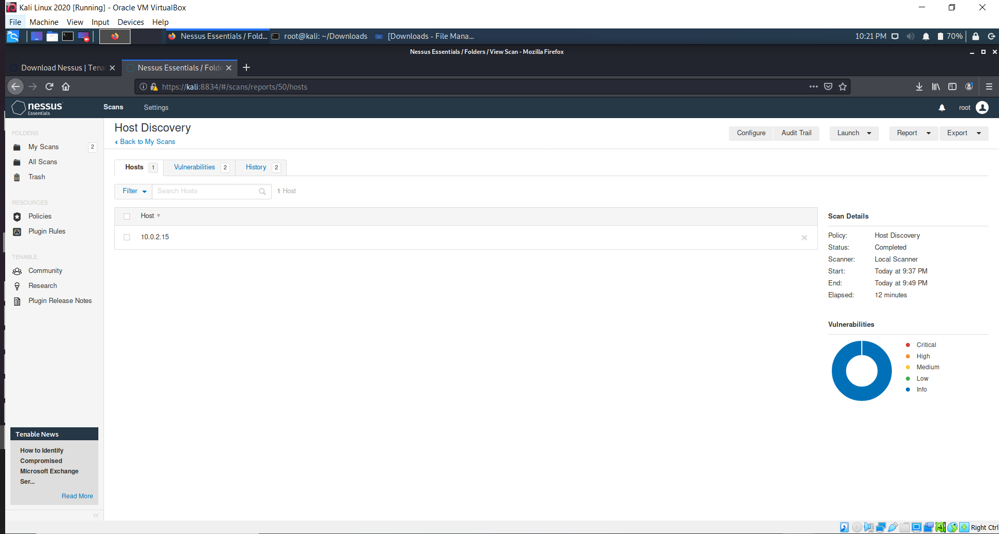 Kali Linux 2020 [Running] - Oracle VM VirtualBox
File Machine View Input Devices Help
Nessus Essentials / Fold... root@kali: ~/Downloads [Downloads - File Mana... 10:21 PM 70%
Nessus Essentials / Folders / View Scan - Mozilla Firefox
Download Nessus | Tena Nessus Essentials / Folde
https://kali:8834/#/scans/reports/50/hosts
nessus Essentials Scans Settings root
FOLDERS
My Scans 2
All Scans
Trash
RESOURCES
Policies
Plugin Rules
TENABLE
Community
Research
Plugin Release Notes
Tenable News
How to Identify
Compromised
Microsoft Exchange
Ser...
Read More
Host Discovery
Back to My Scans
Configure Audit Trail Launch Report Export
Hosts 1 Vulnerabilities 2 History 2
Filter Search Hosts 1 Host
Host
10.0.2.15
Scan Details
Policy: Host Discovery
Status: Completed
Scanner: Local Scanner
Start: Today at 9:37 PM
End: Today at 9:49 PM
Elapsed: 12 minutes
Vulnerabilities
Critical
High
Medium
Low
Info
Right Ctrl